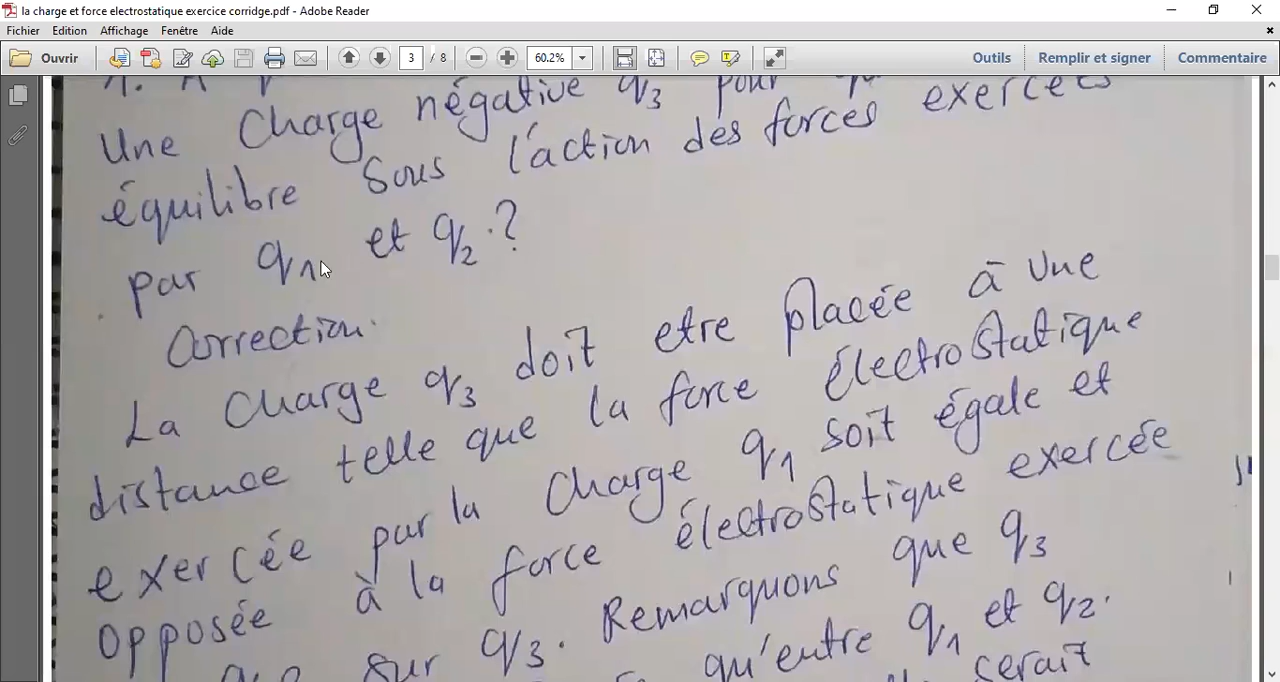 la charge et force electrostatique exercice corridge.pdf - Adobe Reader
Fichier Edition Affichage Fenêtre Aide
Ouvrir 3 / 8 60.2% Outils Remplir et signer Commentaire
Une charge négative q3 pour
équilibre sous l'action des forces exercées
par q1 et q2.?
Correction.
La charge q3 doit etre placée à une
distance telle que la force électrostatique
exercée par la charge q1 soit égale et
opposée à la force électrostatique exercée
sur q3. Remarquons que q3
qu'entre q1 et q2.
serait